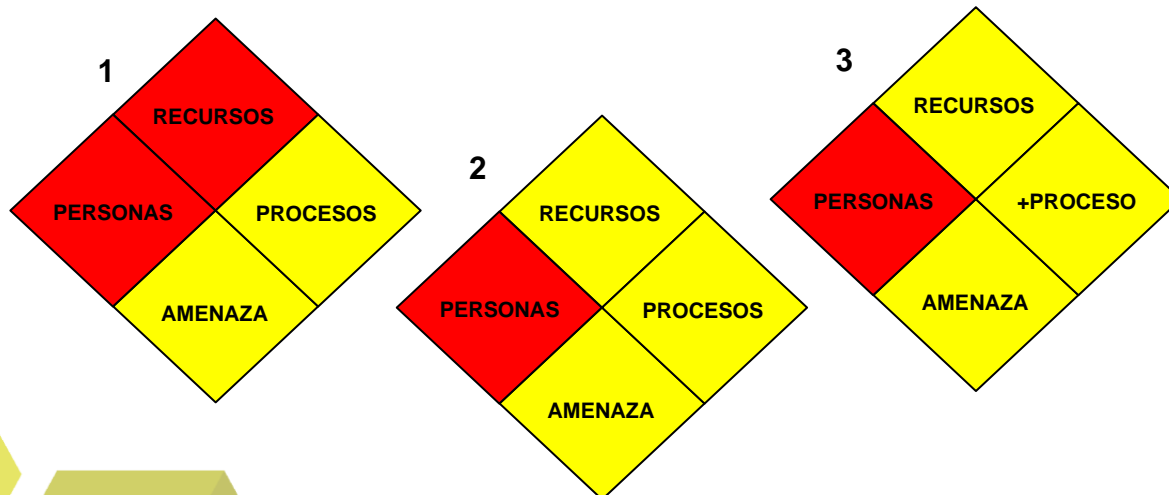 1
RECURSOS
PERSONAS
PROCESOS
AMENAZA
2
RECURSOS
PERSONAS
PROCESOS
AMENAZA
3
RECURSOS
PERSONAS
+PROCESO
AMENAZA